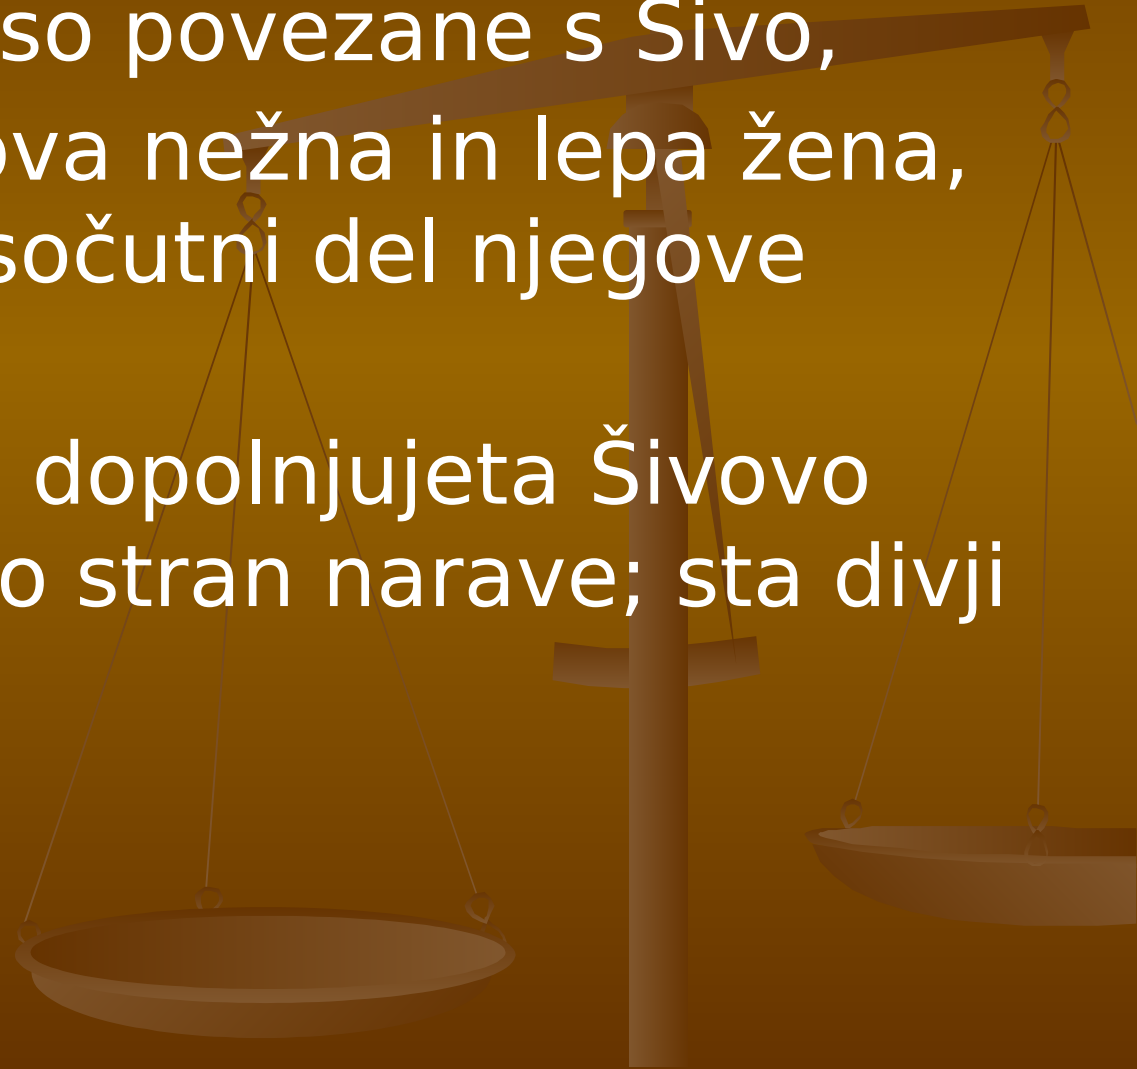 so povezane s Šivo,
ova nežna in lepa žena,
sočutni del njegove
dopolnjujeta Šivovo
o stran narave; sta divji